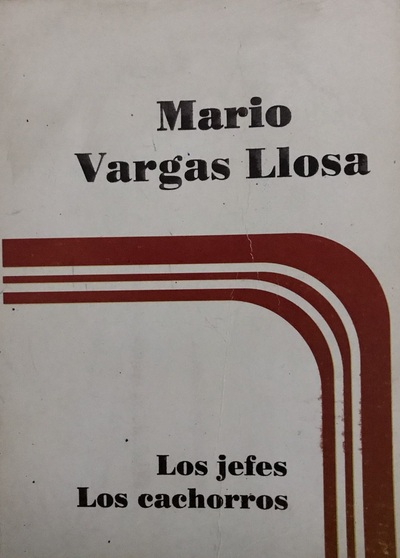 Mario
Vargas Llosa
Los jefes
Los cachorros